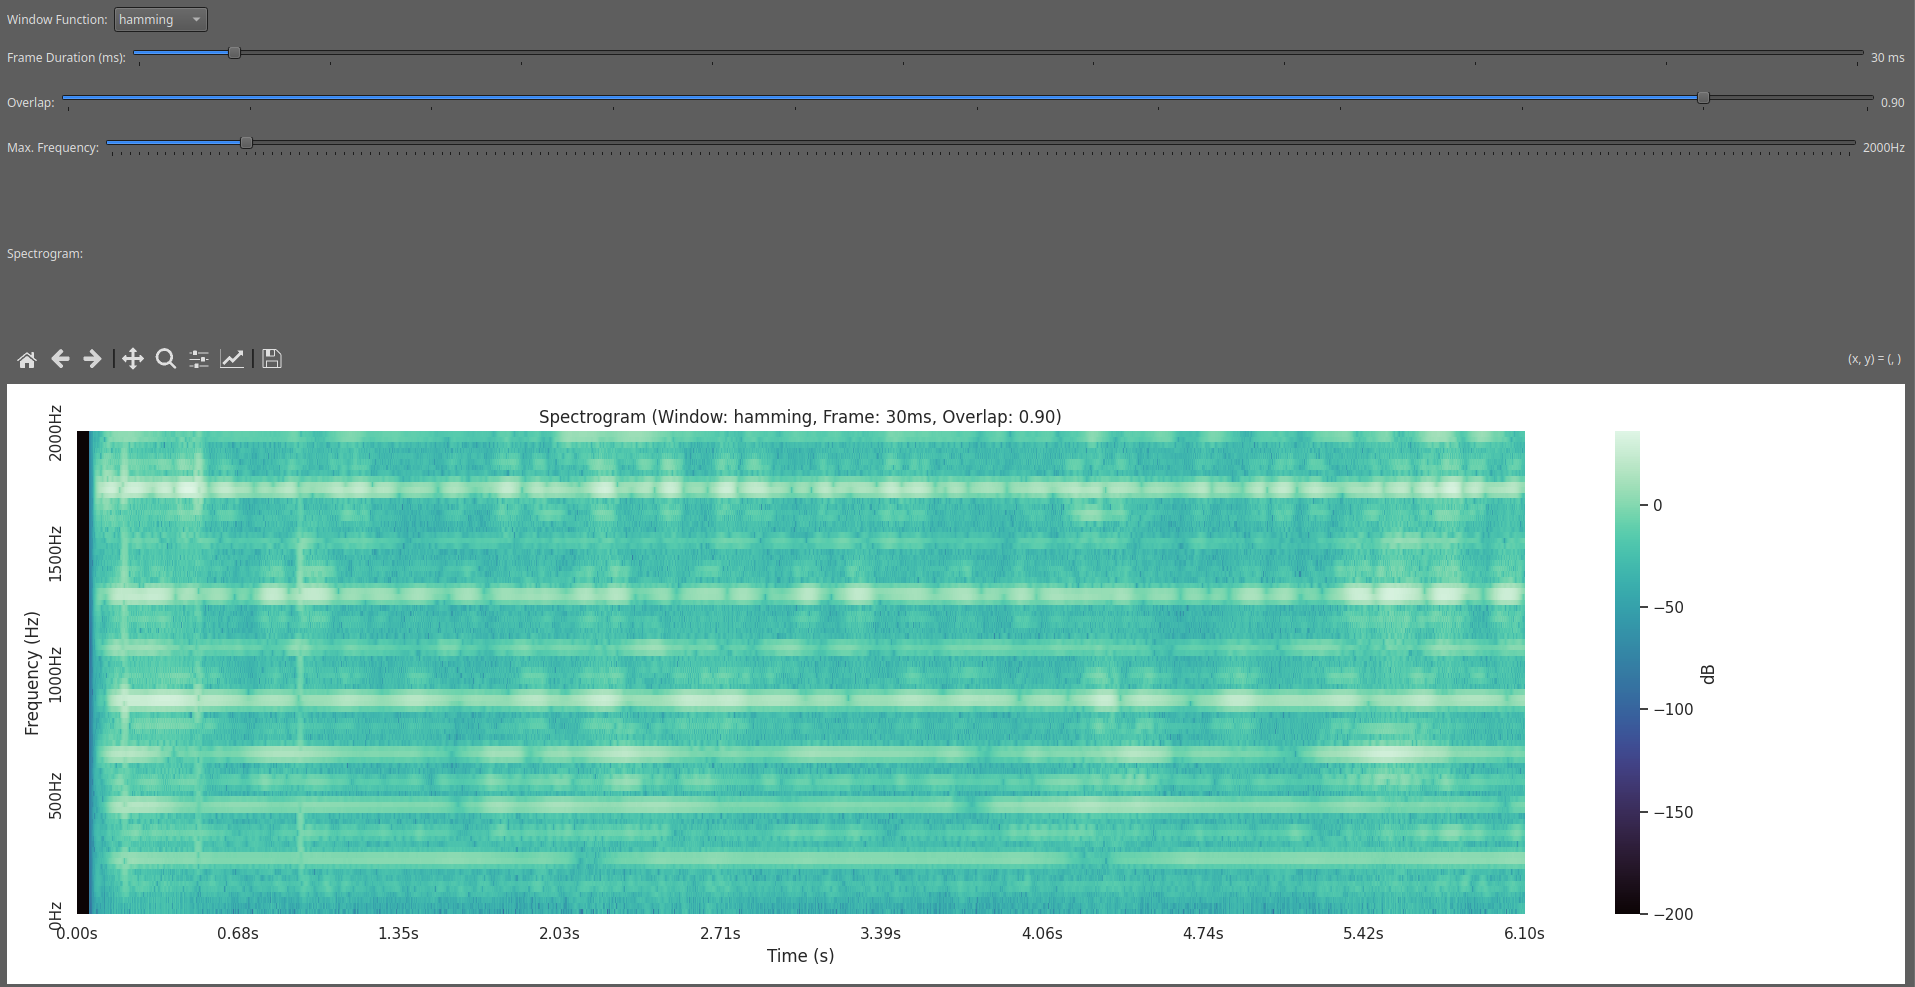 Window Function: hamming
Frame Duration (ms): 30 ms
Overlap: 0.90
Max. Frequency: 2000Hz
Spectrogram:
(x, y) = (, )
Spectrogram (Window: hamming, Frame: 30ms, Overlap: 0.90)
Frequency (Hz)
2000Hz
1500Hz
1000Hz
500Hz
0Hz
0.00s 0.68s 1.35s 2.03s 2.71s 3.39s 4.06s 4.74s 5.42s 6.10s
Time (s)
0
−50
−100
−150
−200
dB